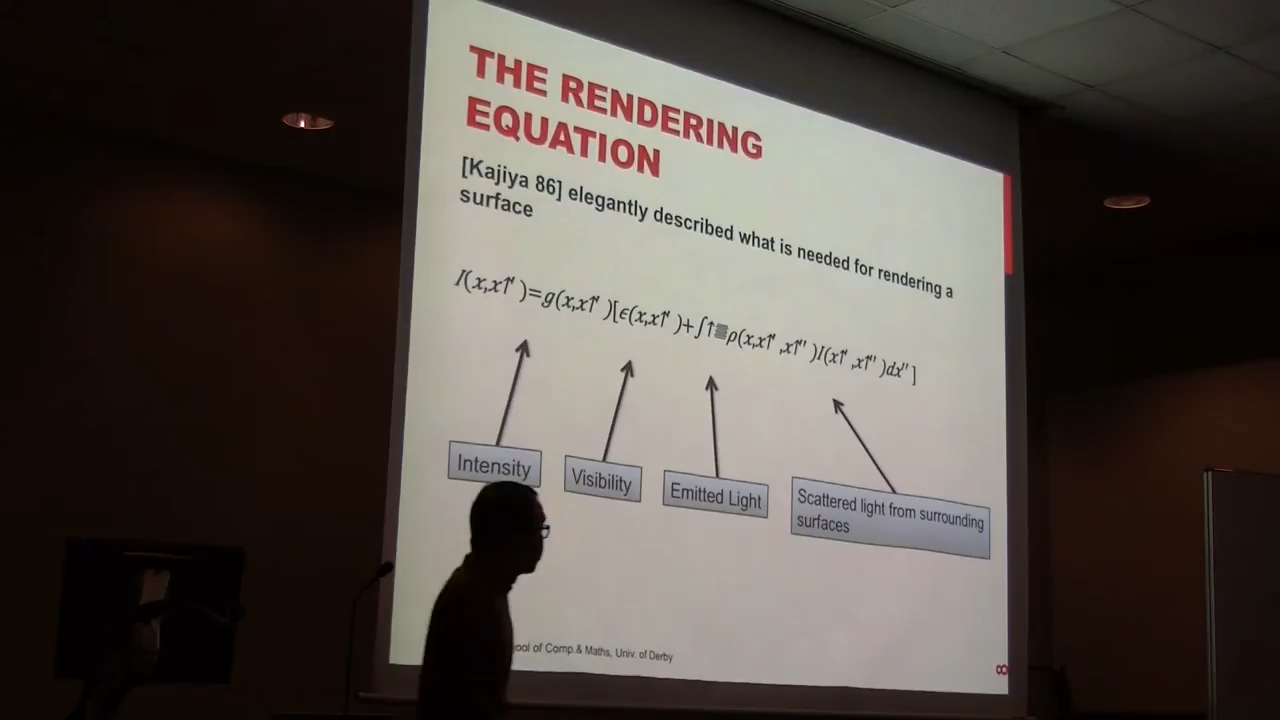 THE RENDERING
EQUATION
[Kajiya 86] elegantly described what is needed for rendering a
surface
I(x,x↑′ )=g(x,x↑′ )[ϵ(x,x↑′ )+∫↑▒ρ(x,x↑′ ,x↑′′ )I(x↑′ ,x↑′′ )dx′′ ]
Intensity
Visibility
Emitted Light
Scattered light from surrounding
surfaces
of Comp.& Maths, Univ. of Derby
8